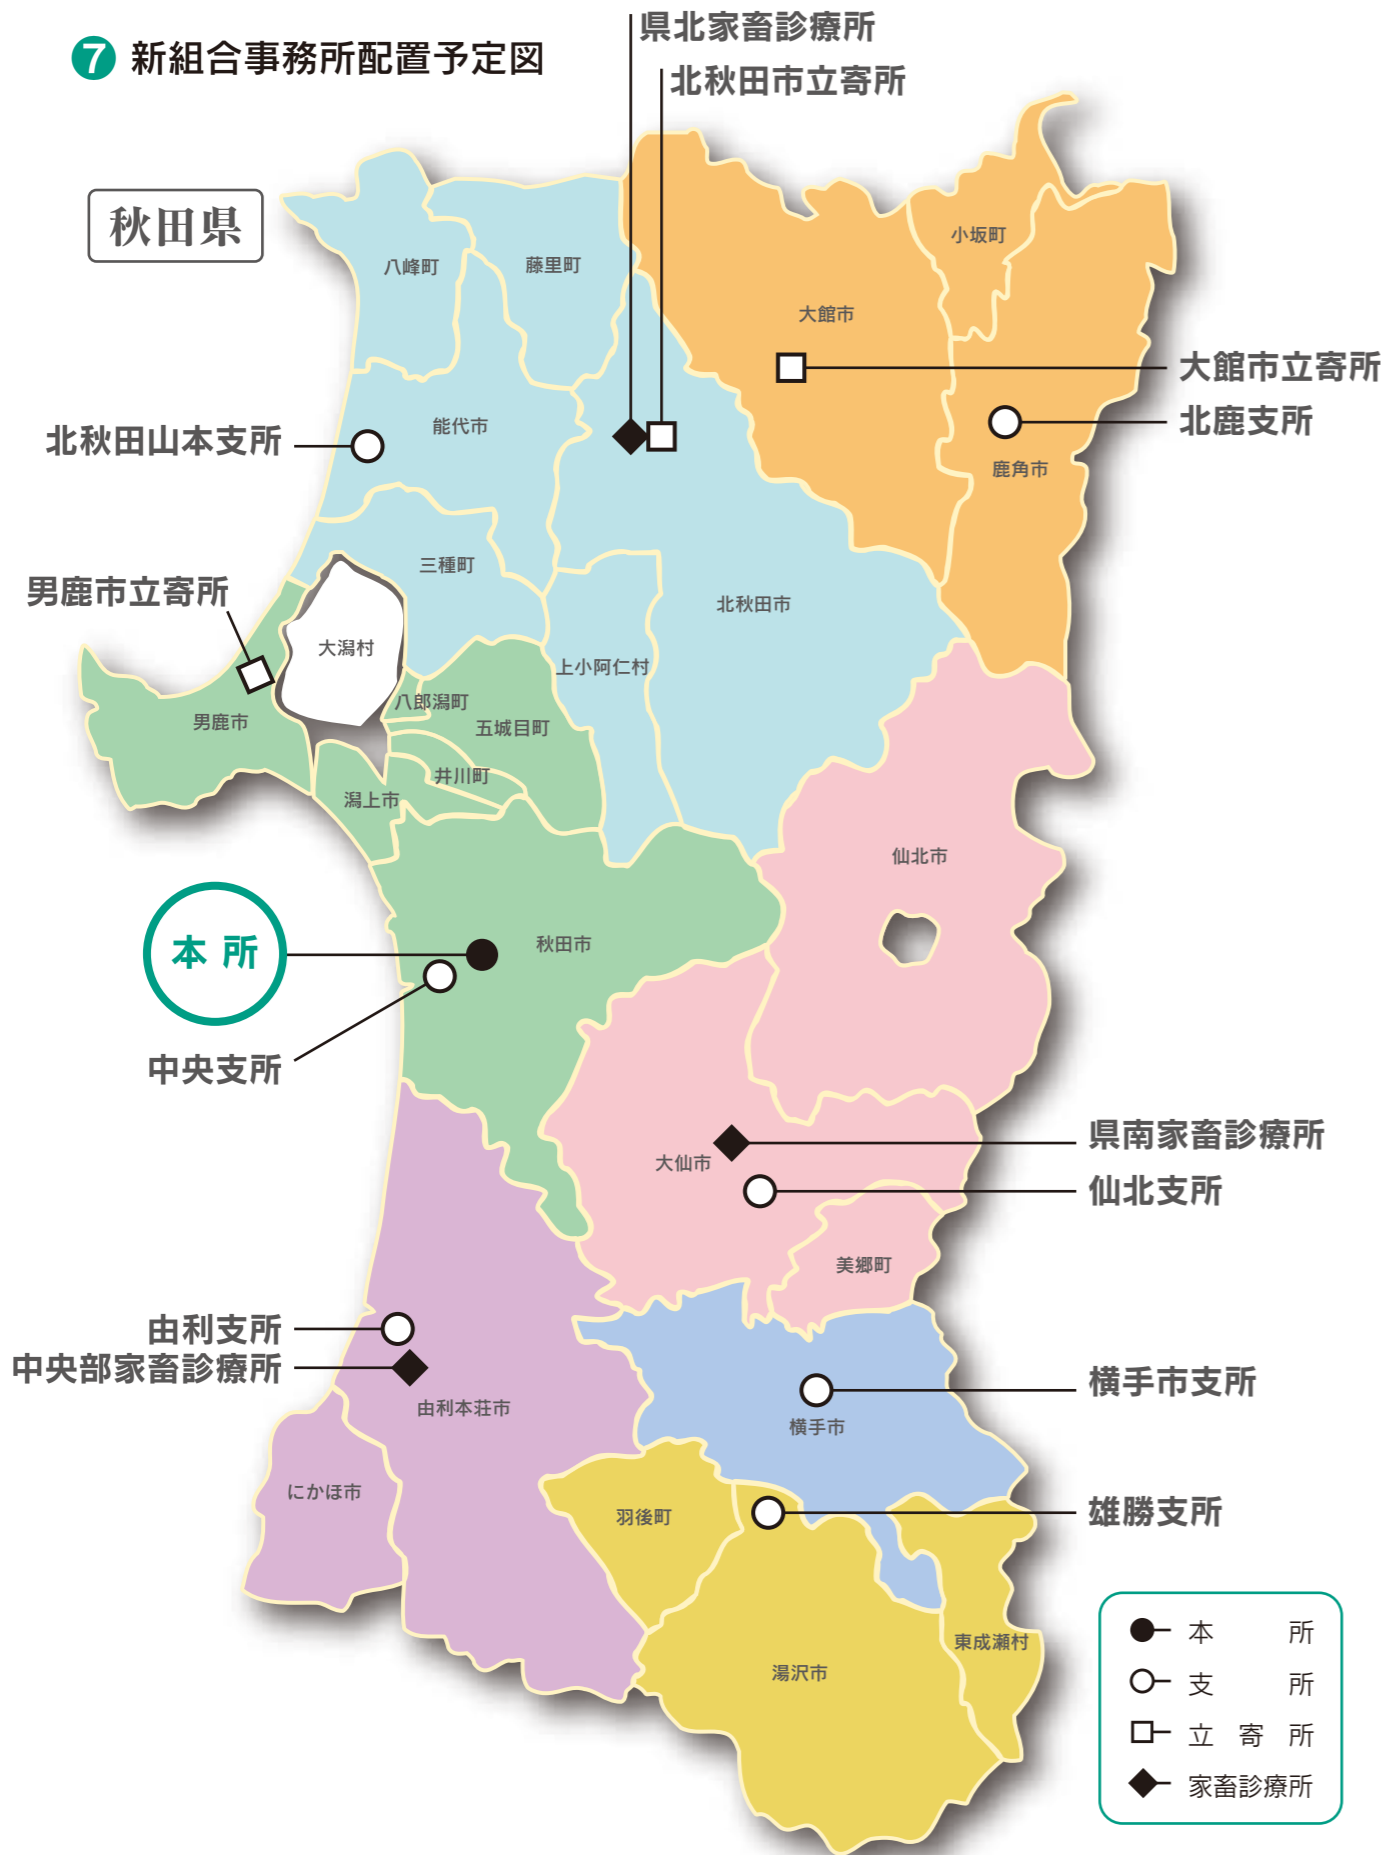 7 新組合事務所配置予定図
県北家畜診療所
北秋田市立寄所
秋田県
小坂町
八峰町
藤里町
大館市
大館市立寄所
北鹿支所
能代市
北秋田山本支所
鹿角市
三種町
男鹿市立寄所
北秋田市
大潟村
上小阿仁村
八郎潟町
男鹿市
五城目町
井川町
潟上市
仙北市
本所
秋田市
中央支所
県南家畜診療所
大仙市
仙北支所
美郷町
由利支所
中央部家畜診療所
横手市支所
由利本荘市
横手市
にかほ市
羽後町
雄勝支所
東成瀬村
湯沢市
本所
支所
立寄所
家畜診療所